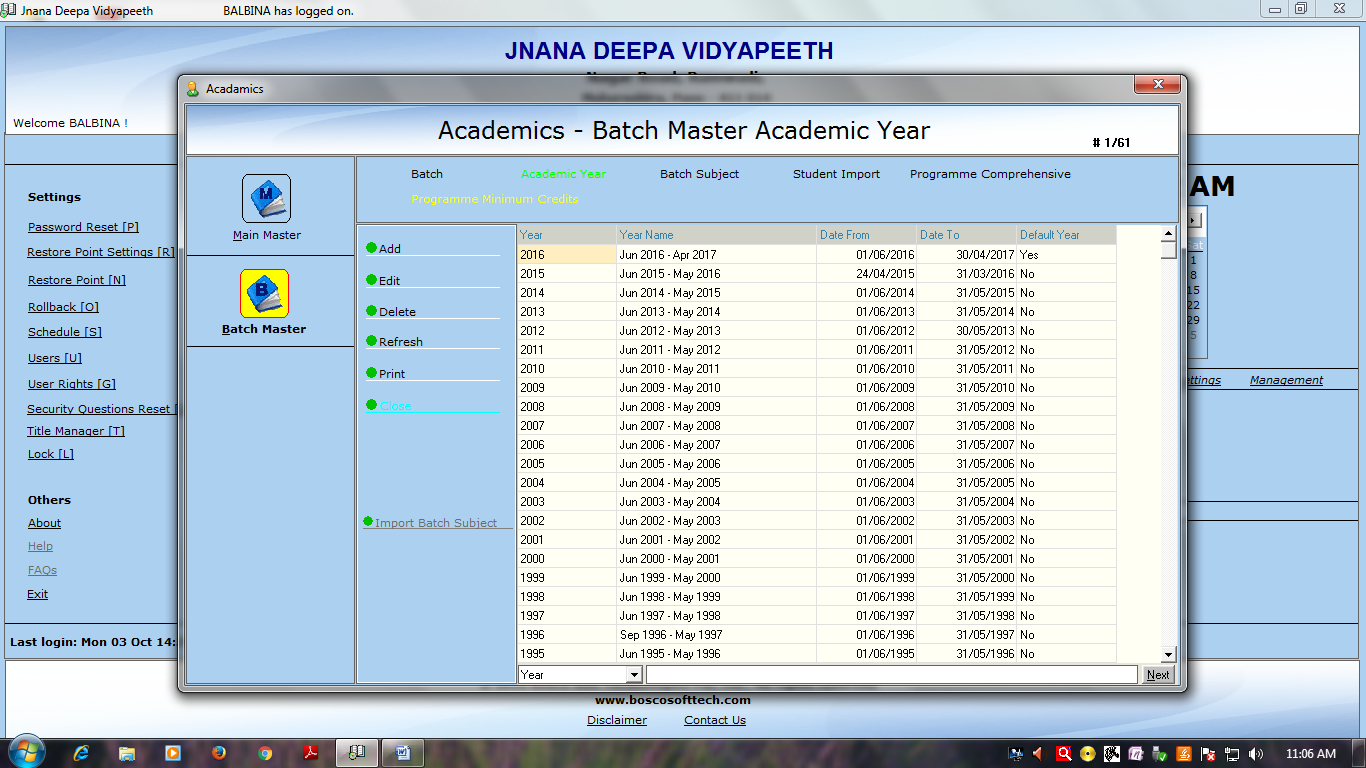 Jnana Deepa Vidyapeeth BALBINA has logged on.
JNANA DEEPA VIDYAPEETH
Acadamics
Welcome BALBINA !
Academics - Batch Master Academic Year
# 1/61
Settings
Password Reset [P]
Restore Point Settings [R]
Restore Point [N]
Rollback [O]
Schedule [S]
Users [U]
User Rights [G]
Security Questions Reset
Title Manager [T]
Lock [L]
Others
About
Help
FAQs
Exit
Last login: Mon 03 Oct 14:
Main Master
Batch Master
Batch Academic Year Batch Subject Student Import Programme Comprehensive
Programme Minimum Credits
Add
Edit
Delete
Refresh
Print
Close
Import Batch Subject
Year Year Name Date From Date To Default Year
2016 Jun 2016 - Apr 2017 01/06/2016 30/04/2017 Yes
2015 Jun 2015 - May 2016 24/04/2015 31/03/2016 No
2014 Jun 2014 - May 2015 01/06/2014 31/05/2015 No
2013 Jun 2013 - May 2014 01/06/2013 31/05/2014 No
2012 Jun 2012 - May 2013 01/06/2012 30/05/2013 No
2011 Jun 2011 - May 2012 01/06/2011 31/05/2012 No
2010 Jun 2010 - May 2011 01/06/2010 31/05/2011 No
2009 Jun 2009 - May 2010 01/06/2009 31/05/2010 No
2008 Jun 2008 - May 2009 01/06/2008 31/05/2009 No
2007 Jun 2007 - May 2008 01/06/2007 31/05/2008 No
2006 Jun 2006 - May 2007 01/06/2006 31/05/2007 No
2005 Jun 2005 - May 2006 01/06/2005 31/05/2006 No
2004 Jun 2004 - May 2005 01/06/2004 31/05/2005 No
2003 Jun 2003 - May 2004 01/06/2003 31/05/2004 No
2002 Jun 2002 - May 2003 01/06/2002 31/05/2003 No
2001 Jun 2001 - May 2002 01/06/2001 31/05/2002 No
2000 Jun 2000 - May 2001 01/06/2000 31/05/2001 No
1999 Jun 1999 - May 2000 01/06/1999 31/05/2000 No
1998 Jun 1998 - May 1999 01/06/1998 31/05/1999 No
1997 Jun 1997 - May 1998 01/06/1997 31/05/1998 No
1996 Sep 1996 - May 1997 01/06/1996 31/05/1997 No
1995 Jun 1995 - May 1996 01/06/1995 31/05/1996 No
Year
Next
AM
1
8
15
22
29
5
Management
www.boscosofttech.com
Disclaimer Contact Us
11:06 AM